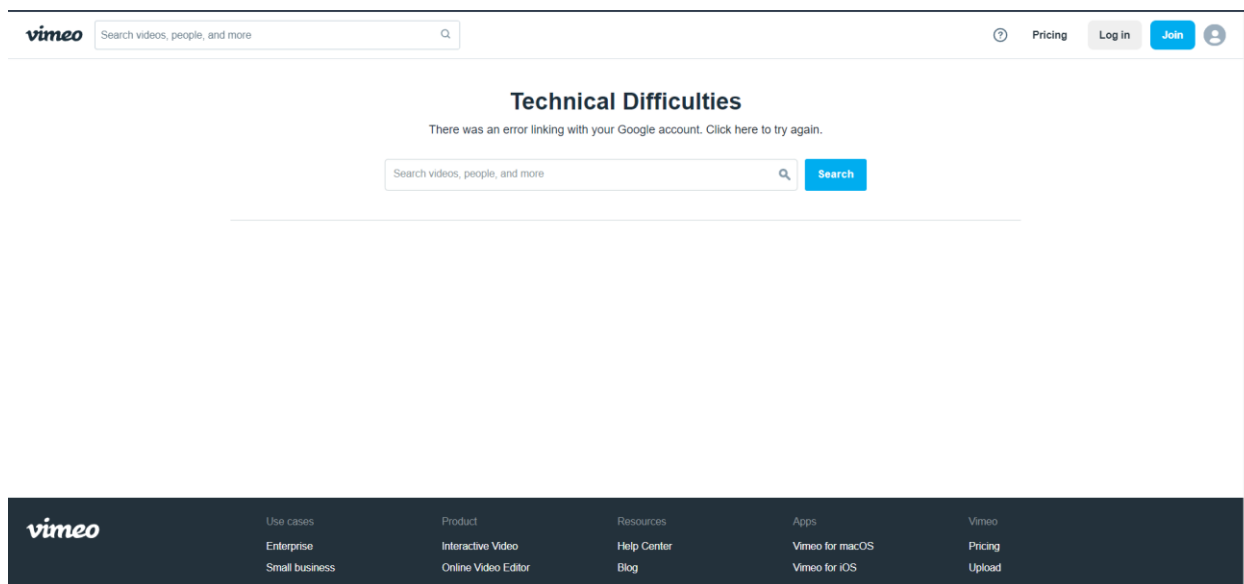 vimeo Search videos, people, and more Pricing Log in Join
Technical Difficulties
There was an error linking with your Google account. Click here to try again.
Search videos, people, and more Search
vimeo Use cases Product Resources Apps Vimeo
Enterprise Interactive Video Help Center Vimeo for macOS Pricing
Small business Online Video Editor Blog Vimeo for iOS Upload